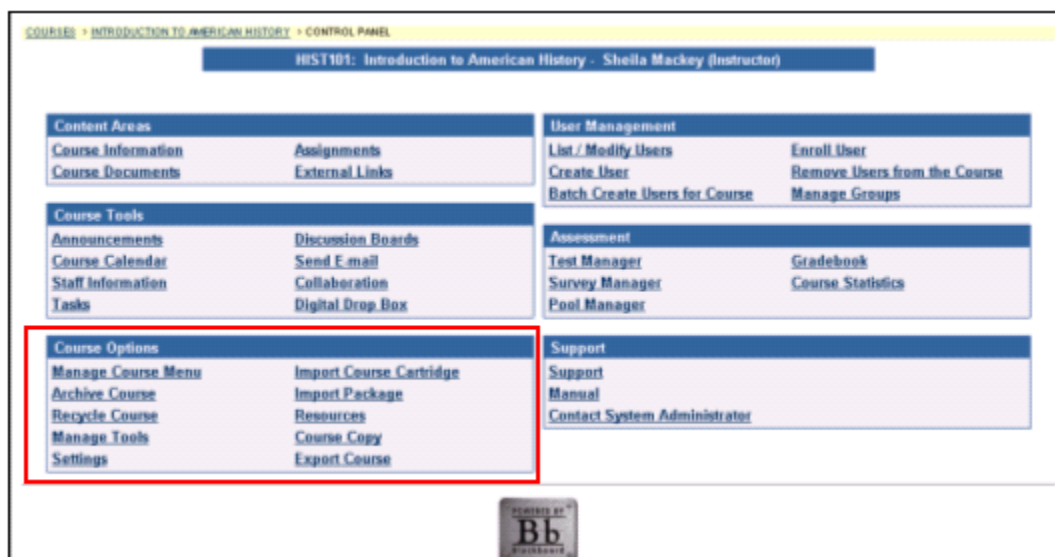 COURSES > INTRODUCTION TO AMERICAN HISTORY > CONTROL PANEL
HIST101: Introduction to American History - Sheila Mackey (Instructor)
Content Areas
Course Information Assignments
Course Documents External Links
Course Tools
Announcements Discussion Boards
Course Calendar Send E-mail
Staff Information Collaboration
Tasks Digital Drop Box
Course Options
Manage Course Menu Import Course Cartridge
Archive Course Import Package
Recycle Course Resources
Manage Tools Course Copy
Settings Export Course
User Management
List / Modify Users Enroll User
Create User Remove Users from the Course
Batch Create Users for Course Manage Groups
Assessment
Test Manager Gradebook
Survey Manager Course Statistics
Pool Manager
Support
Support
Manual
Contact System Administrator
POWERED BY
Bb
Blackboard